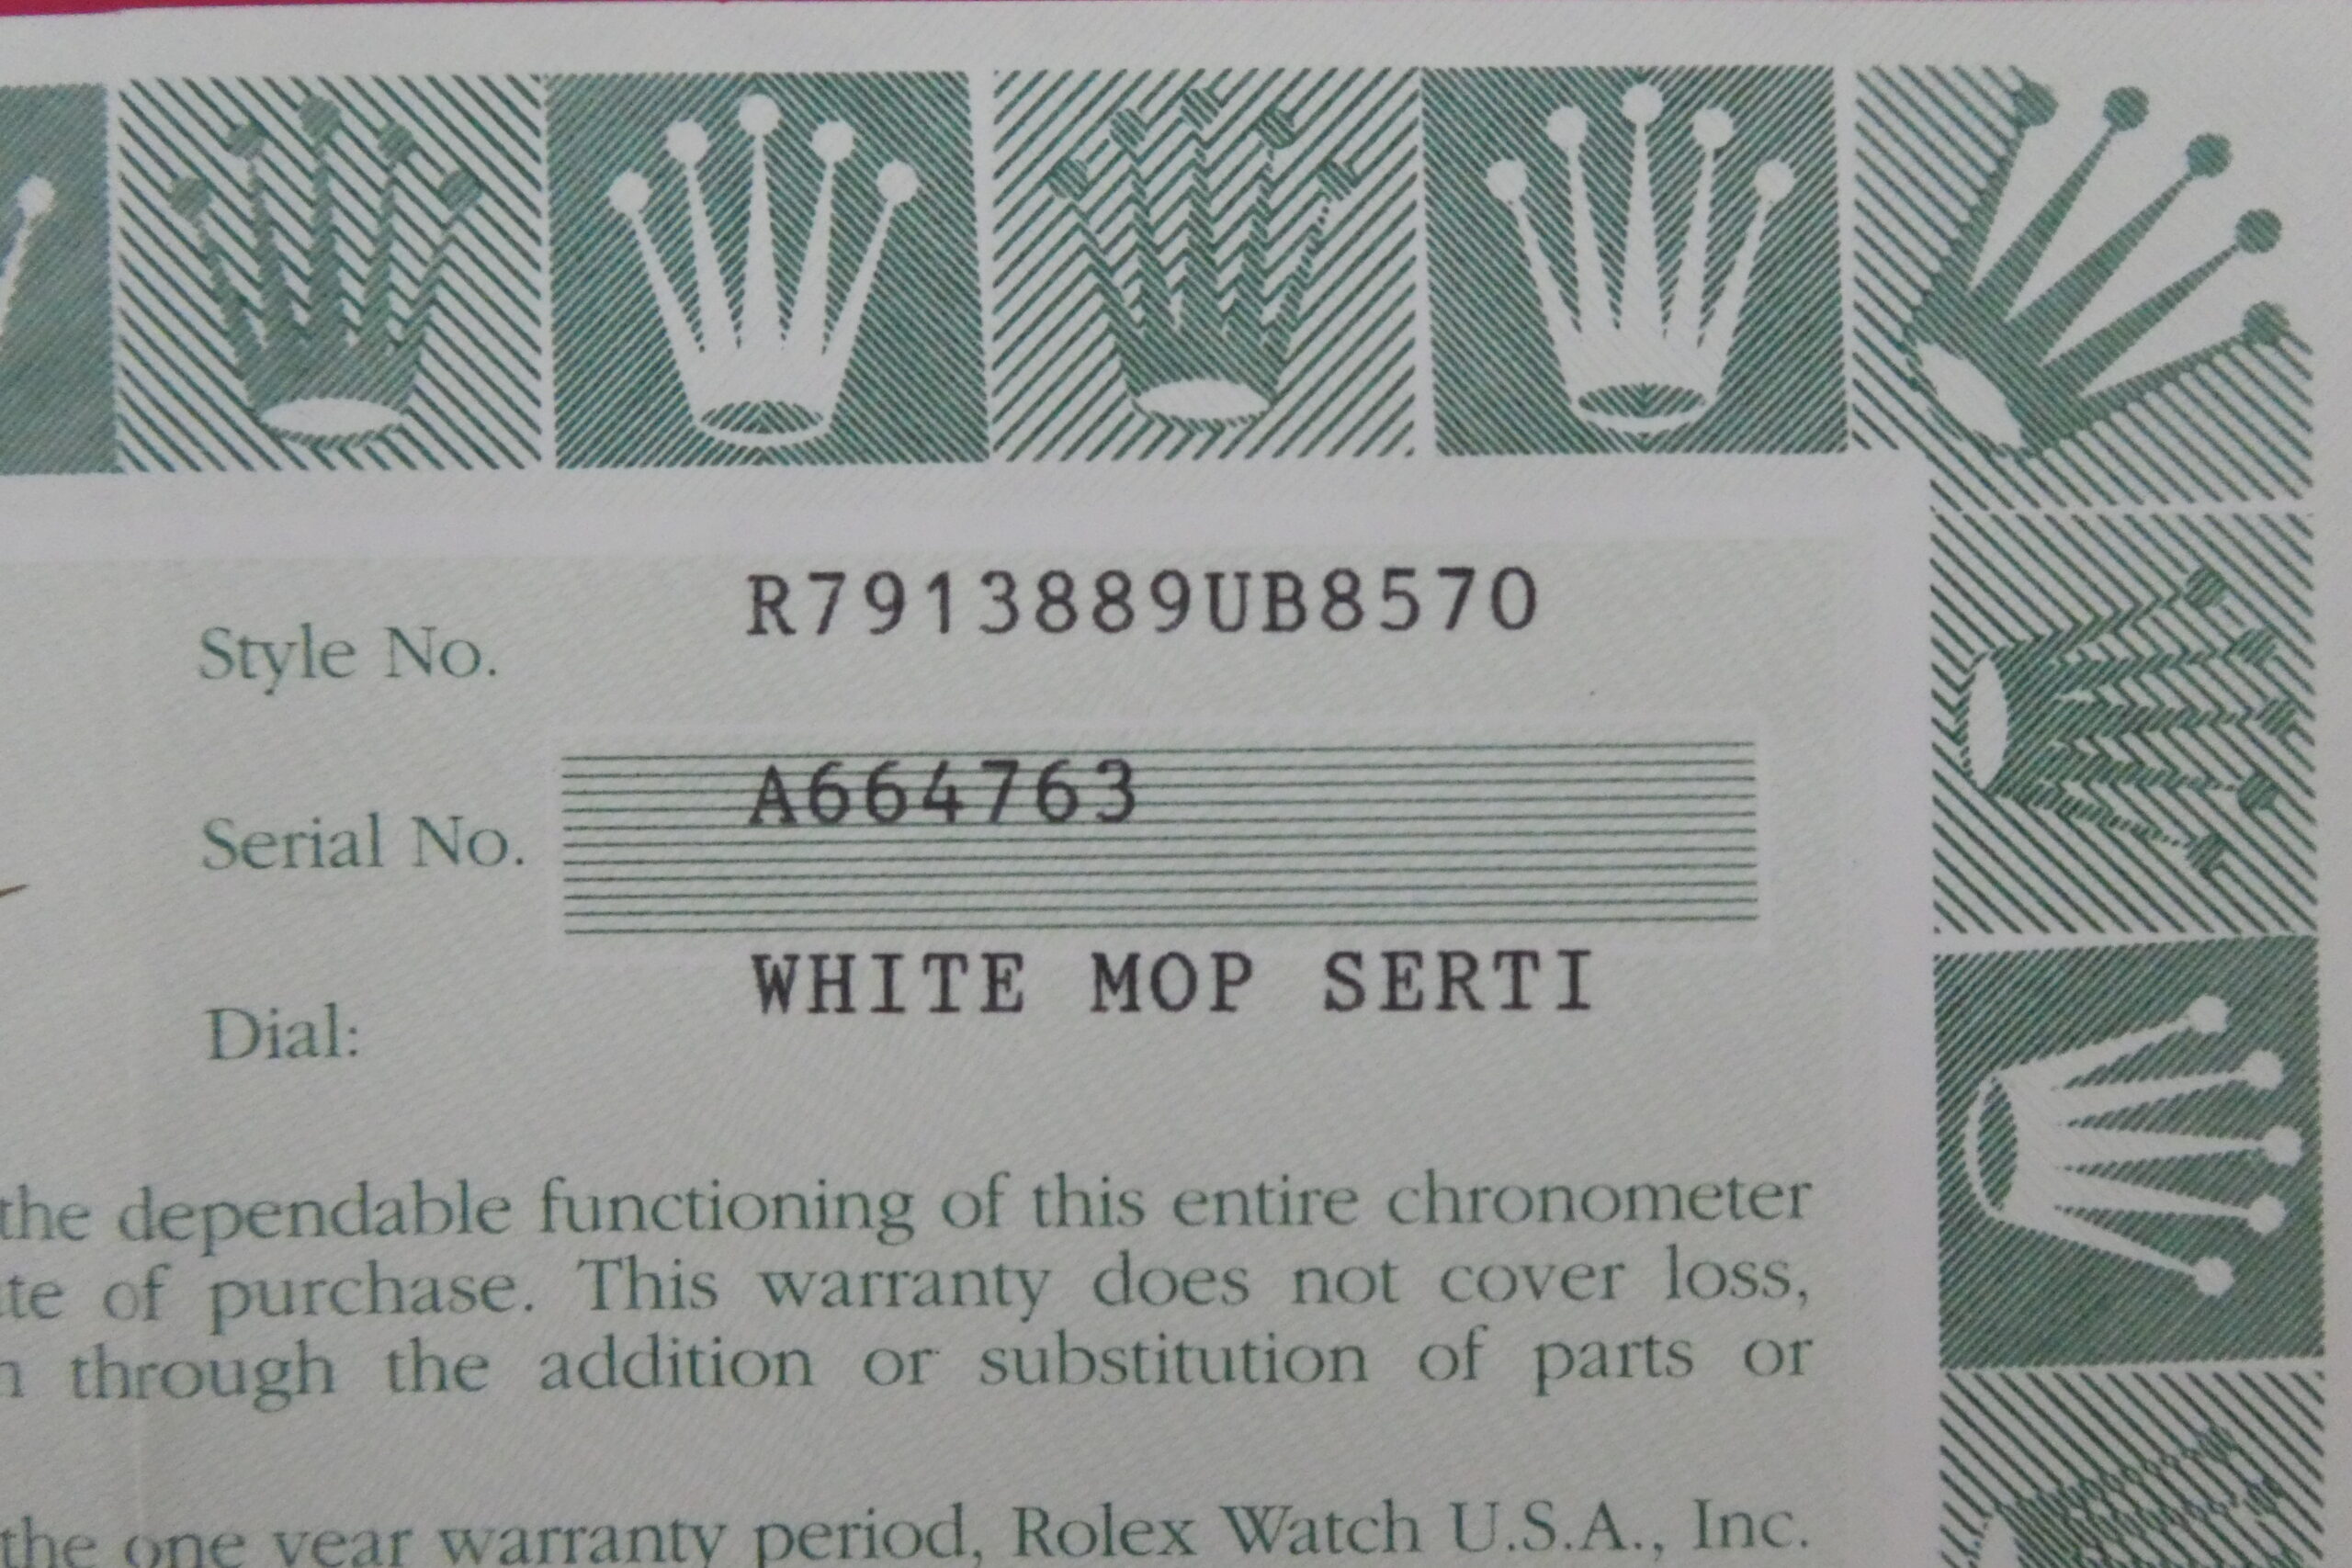 Style No. R7913889UB8570
Serial No. A664763
Dial: WHITE MOP SERTI
the dependable functioning of this entire chronometer
of purchase. This warranty does not cover loss,
through the addition or substitution of parts or
the one year warranty period, Rolex Watch U.S.A., Inc.